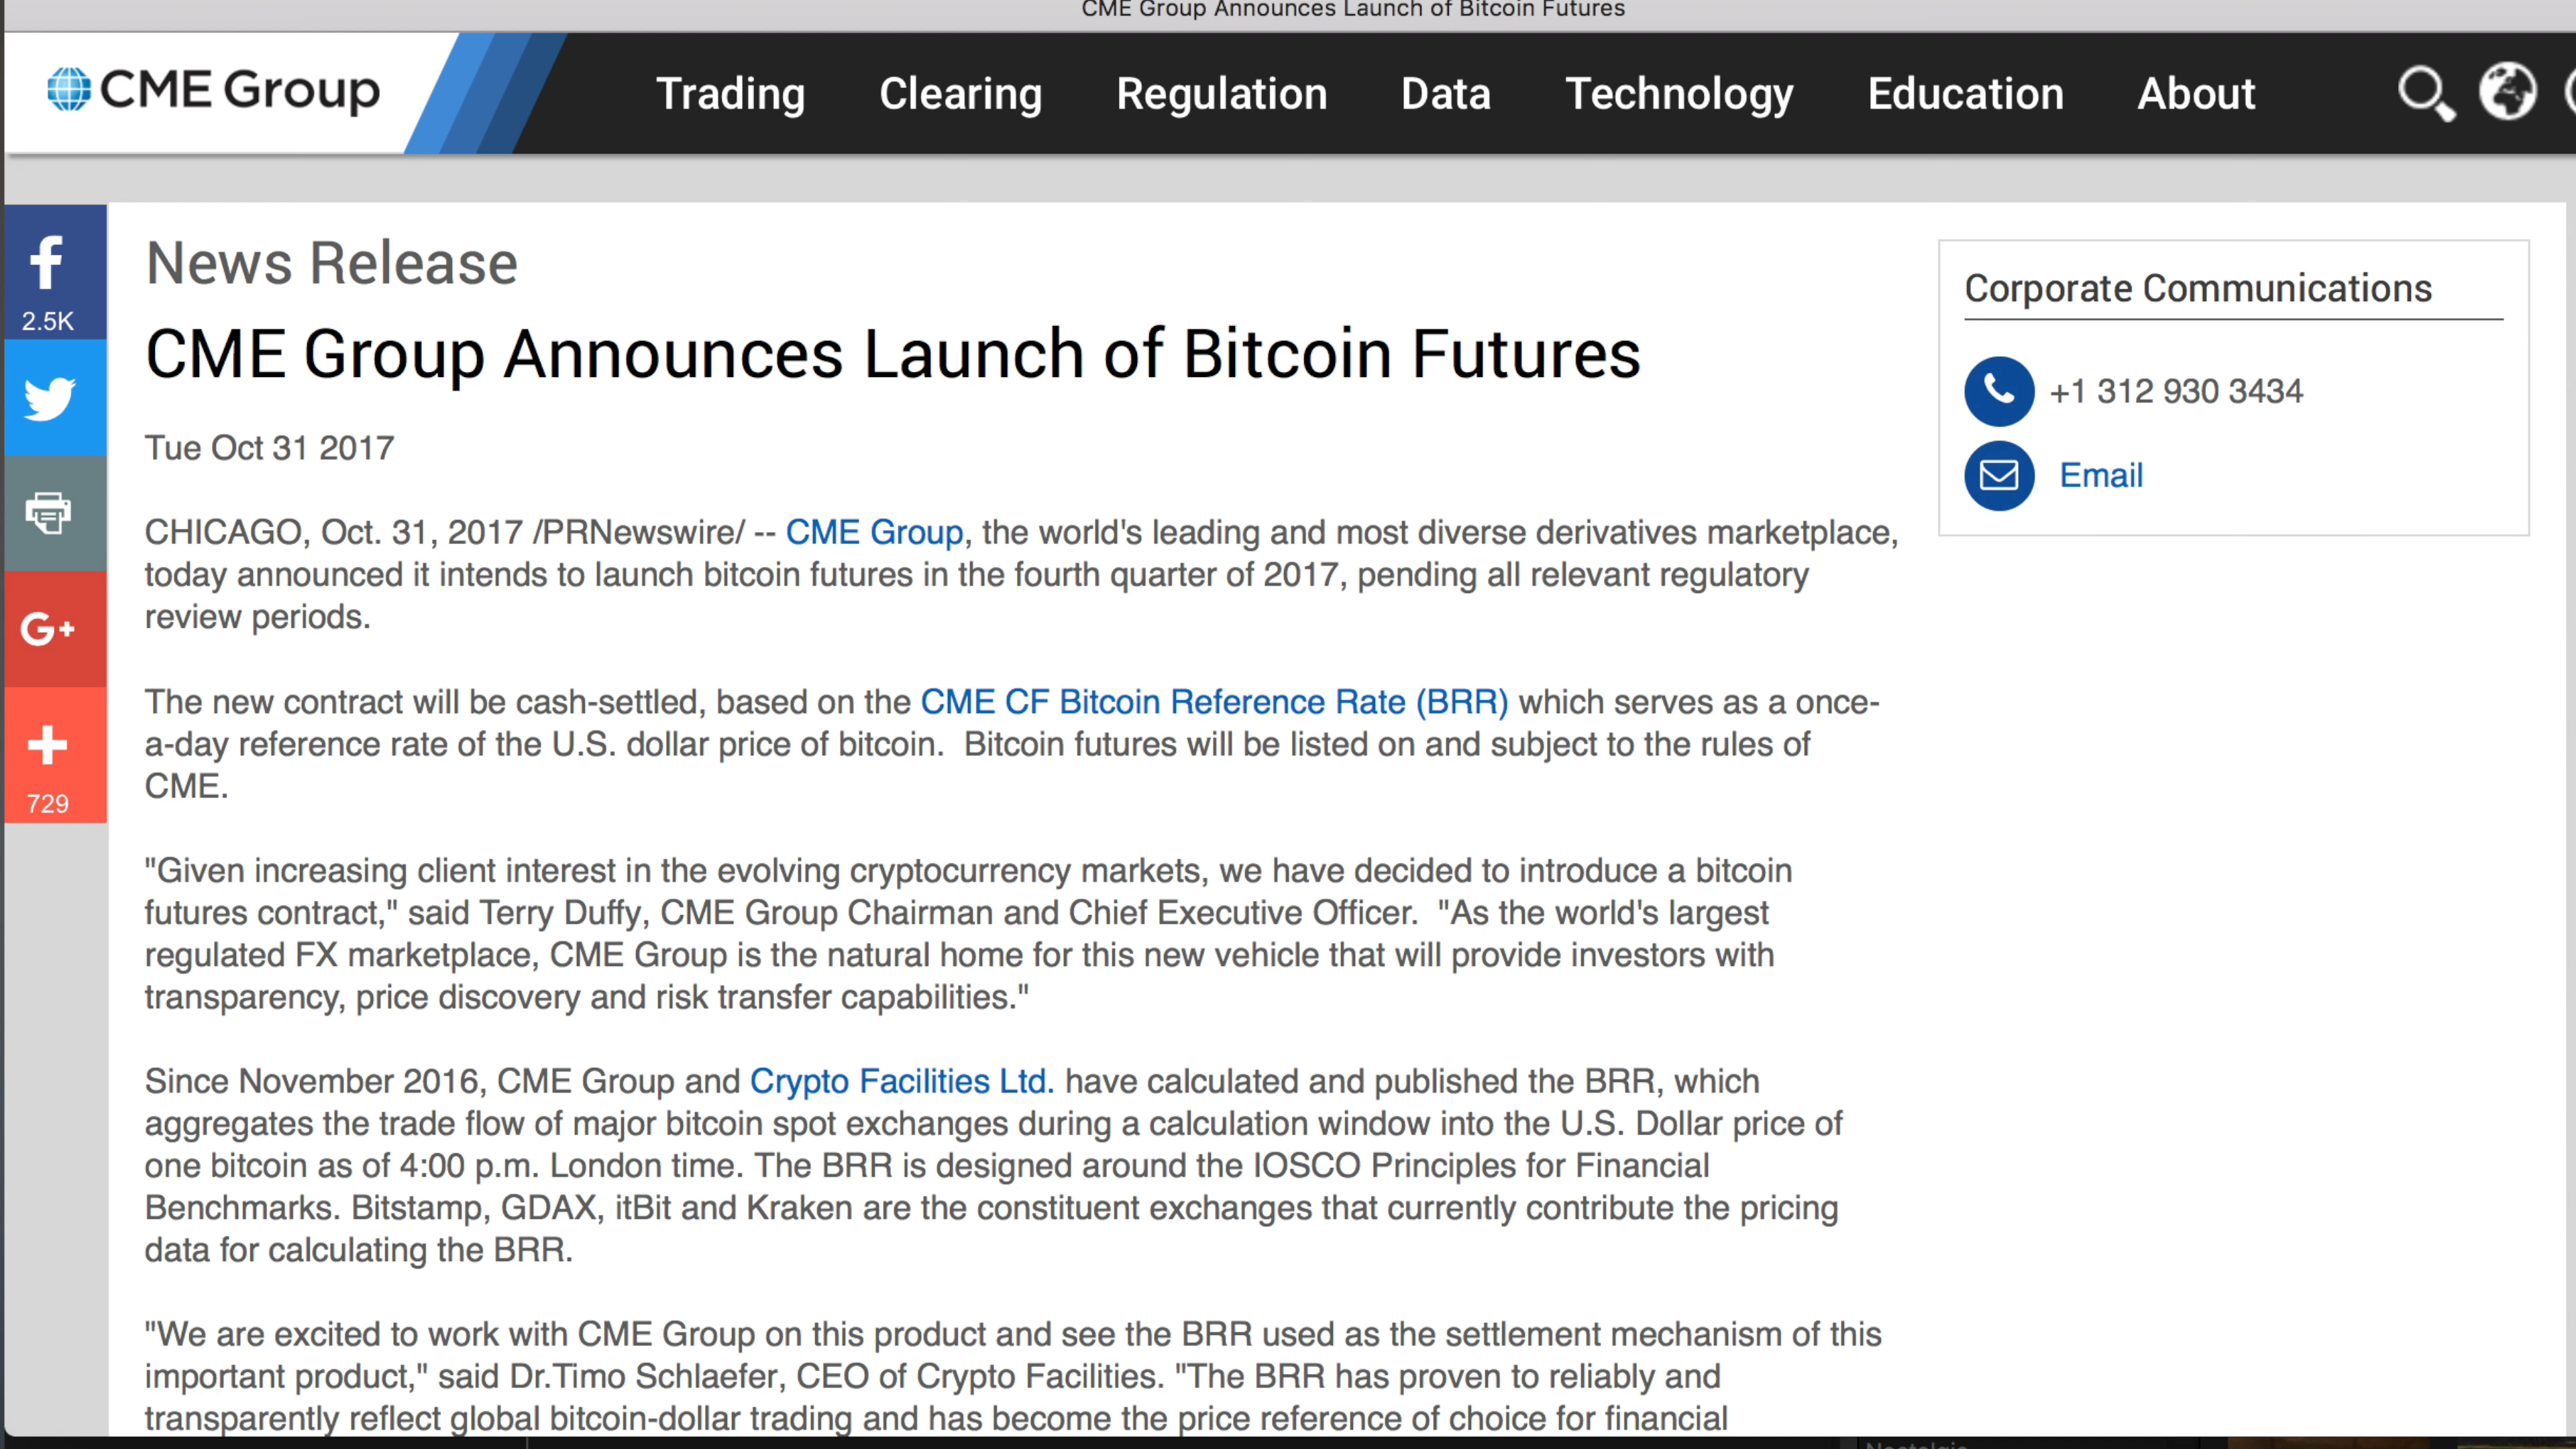 CME Group Announces Launch of Bitcoin Futures
CME Group
Trading Clearing Regulation Data Technology Education About
2.5K
G+
729
News Release
CME Group Announces Launch of Bitcoin Futures
Tue Oct 31 2017
CHICAGO, Oct. 31, 2017 /PRNewswire/ -- CME Group, the world's leading and most diverse derivatives marketplace,
today announced it intends to launch bitcoin futures in the fourth quarter of 2017, pending all relevant regulatory
review periods.
The new contract will be cash-settled, based on the CME CF Bitcoin Reference Rate (BRR) which serves as a once-
a-day reference rate of the U.S. dollar price of bitcoin.  Bitcoin futures will be listed on and subject to the rules of
CME.
"Given increasing client interest in the evolving cryptocurrency markets, we have decided to introduce a bitcoin
futures contract," said Terry Duffy, CME Group Chairman and Chief Executive Officer.  "As the world's largest
regulated FX marketplace, CME Group is the natural home for this new vehicle that will provide investors with
transparency, price discovery and risk transfer capabilities."
Since November 2016, CME Group and Crypto Facilities Ltd. have calculated and published the BRR, which
aggregates the trade flow of major bitcoin spot exchanges during a calculation window into the U.S. Dollar price of
one bitcoin as of 4:00 p.m. London time. The BRR is designed around the IOSCO Principles for Financial
Benchmarks. Bitstamp, GDAX, itBit and Kraken are the constituent exchanges that currently contribute the pricing
data for calculating the BRR.
"We are excited to work with CME Group on this product and see the BRR used as the settlement mechanism of this
important product," said Dr.Timo Schlaefer, CEO of Crypto Facilities. "The BRR has proven to reliably and
transparently reflect global bitcoin-dollar trading and has become the price reference of choice for financial
Corporate Communications
+1 312 930 3434
Email